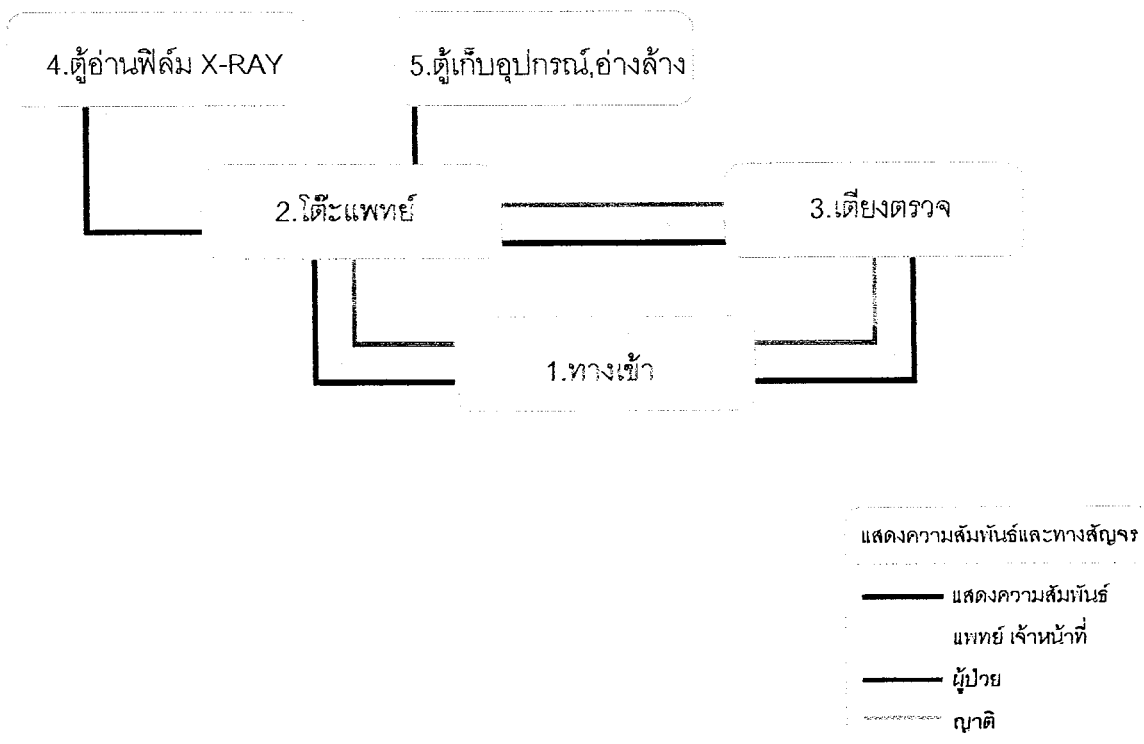 4.ตู้อ่านฟิล์ม X-RAY
5.ตู้เก็บอุปกรณ์,อ่างล้าง
2.โต๊ะแพทย์
3.เตียงตรวจ
1.ทางเข้า
แสดงความสัมพันธ์และทางสัญจร
แสดงความสัมพันธ์
แพทย์ เจ้าหน้าที่
ผู้ป่วย
ญาติ